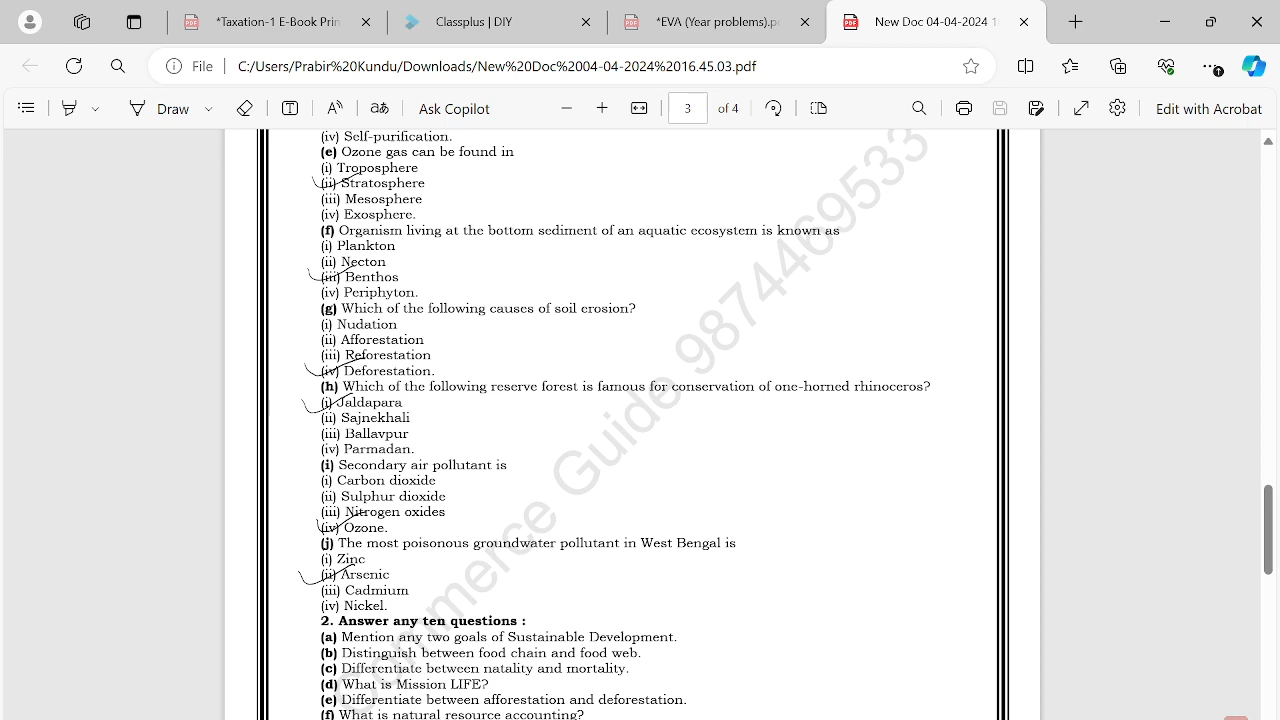 *Taxation-1 E-Book Prin
Classplus | DIY
*EVA (Year problems).p
New Doc 04-04-2024
File
C:/Users/Prabir%20Kundu/Downloads/New%20Doc%2004-04-2024%2016.45.03.pdf
Draw
Ask Copilot
3 of 4
Edit with Acrobat
(iv) Self-purification.
(e) Ozone gas can be found in
(i) Troposphere
(ii) Stratosphere
(iii) Mesosphere
(iv) Exosphere.
(f) Organism living at the bottom sediment of an aquatic ecosystem is known as
(i) Plankton
(ii) Necton
(iii) Benthos
(iv) Periphyton.
(g) Which of the following causes of soil erosion?
(i) Nudation
(ii) Afforestation
(iii) Reforestation
(iv) Deforestation.
(h) Which of the following reserve forest is famous for conservation of one-horned rhinoceros?
(i) Jaldapara
(ii) Sajnekhali
(iii) Ballavpur
(iv) Parmadan.
(i) Secondary air pollutant is
(i) Carbon dioxide
(ii) Sulphur dioxide
(iii) Nitrogen oxides
(iv) Ozone.
(j) The most poisonous groundwater pollutant in West Bengal is
(i) Zinc
(ii) Arsenic
(iii) Cadmium
(iv) Nickel.
2. Answer any ten questions :
(a) Mention any two goals of Sustainable Development.
(b) Distinguish between food chain and food web.
(c) Differentiate between natality and mortality.
(d) What is Mission LIFE?
(e) Differentiate between afforestation and deforestation.
(f) What is natural resource accounting?
Commerce Guide 9874469533